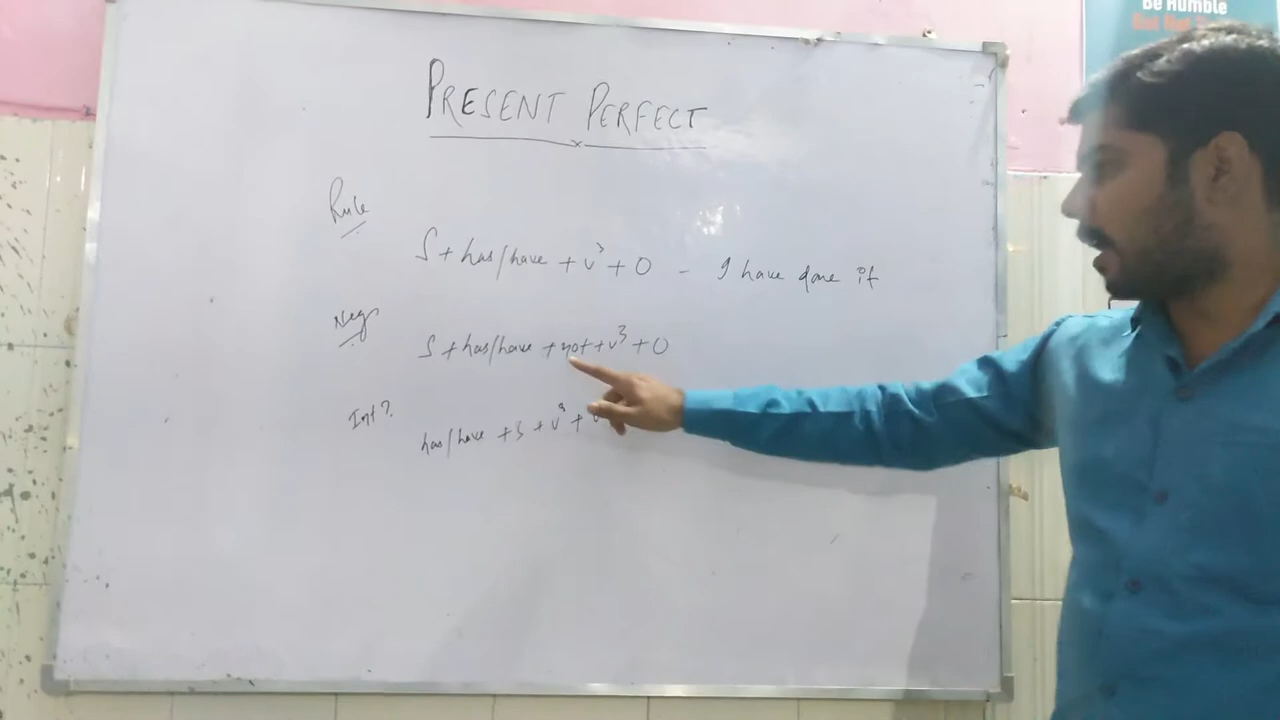 Be Humble
PRESENT PERFECT
Rule
S + has/have + v³ + O - I have done it
Neg
S + has/have + not + v³ + O
Int?
has/have + S + v³ +